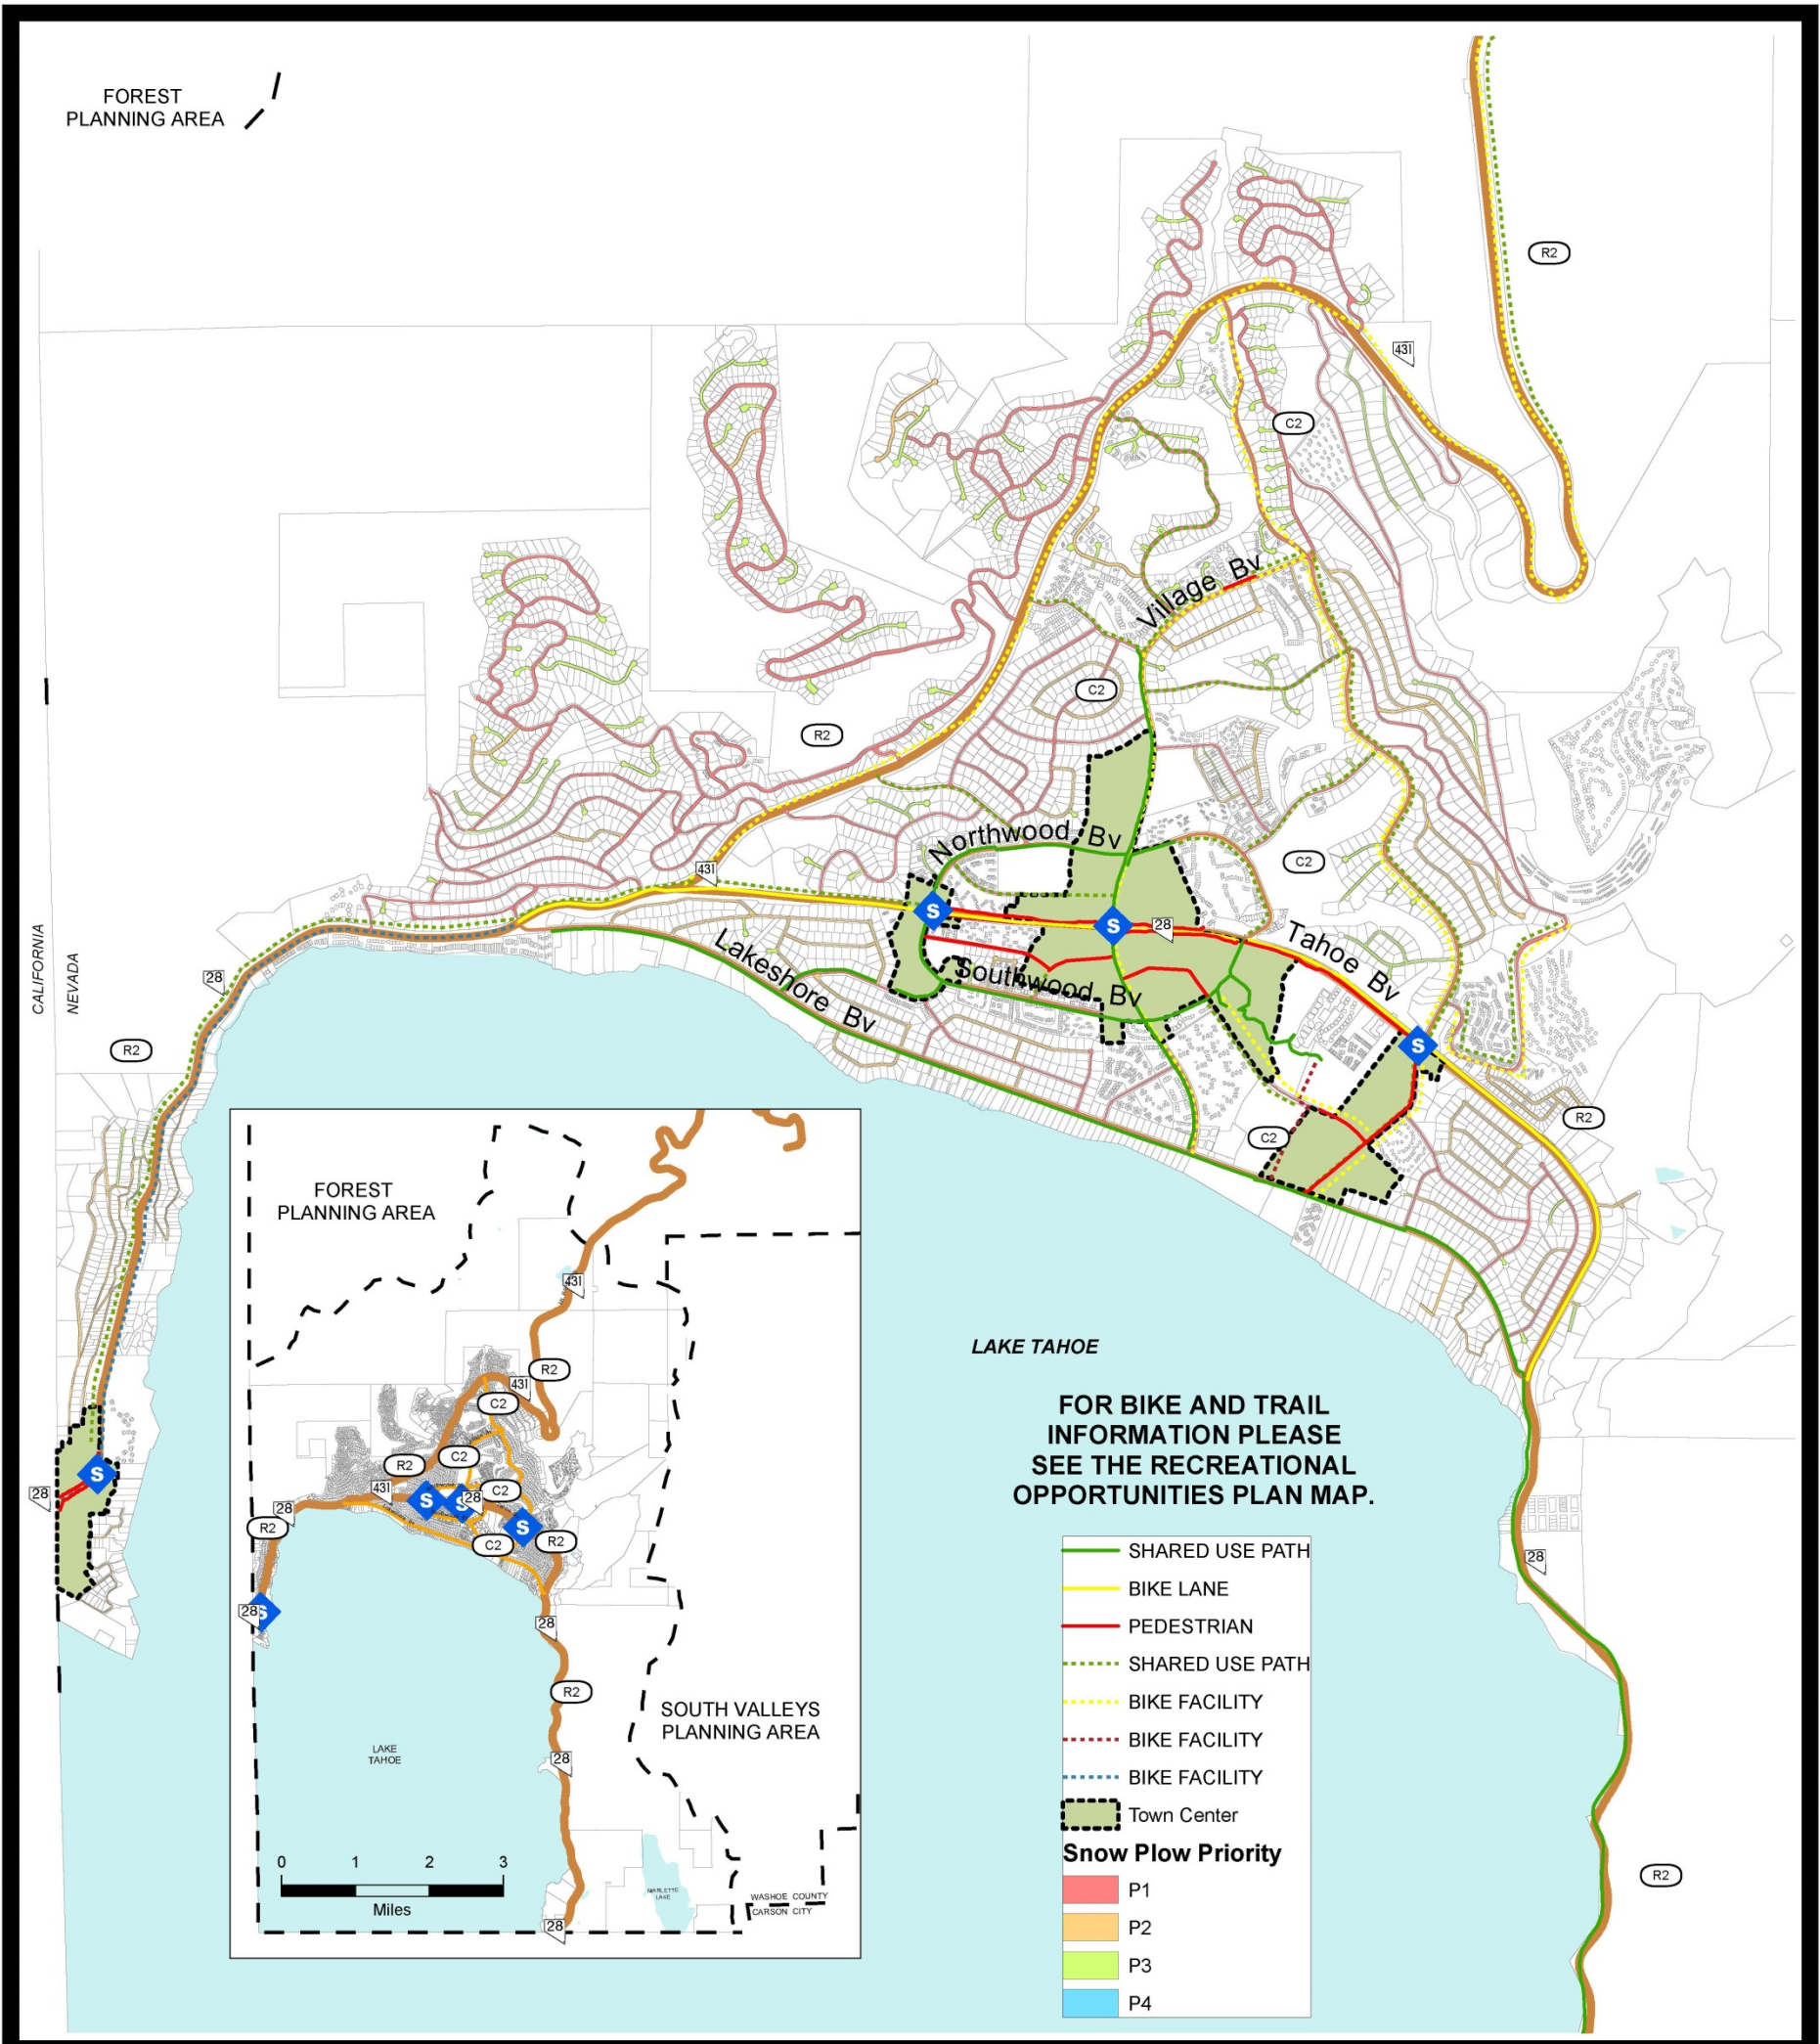 FOREST
PLANNING AREA
R2
431
C2
Village Bv
C2
R2
Northwood Bv
C2
431
S
S
28
Tahoe Bv
Lakeshore Bv
Southwood Bv
CALIFORNIA
NEVADA
28
R2
S
R2
C2
S
28
LAKE TAHOE
FOR BIKE AND TRAIL
INFORMATION PLEASE
SEE THE RECREATIONAL
OPPORTUNITIES PLAN MAP.
28
R2
FOREST
PLANNING AREA
431
R2
431
C2
C2
R2
431
C2
28
S
S
28
R2
S
C2
R2
28
S
28
R2
SOUTH VALLEYS
PLANNING AREA
LAKE
TAHOE
28
0 1 2 3
Miles
MARLETTE
LAKE
WASHOE COUNTY
CARSON CITY
28
SHARED USE PATH
BIKE LANE
PEDESTRIAN
SHARED USE PATH
BIKE FACILITY
BIKE FACILITY
BIKE FACILITY
Town Center
Snow Plow Priority
P1
P2
P3
P4